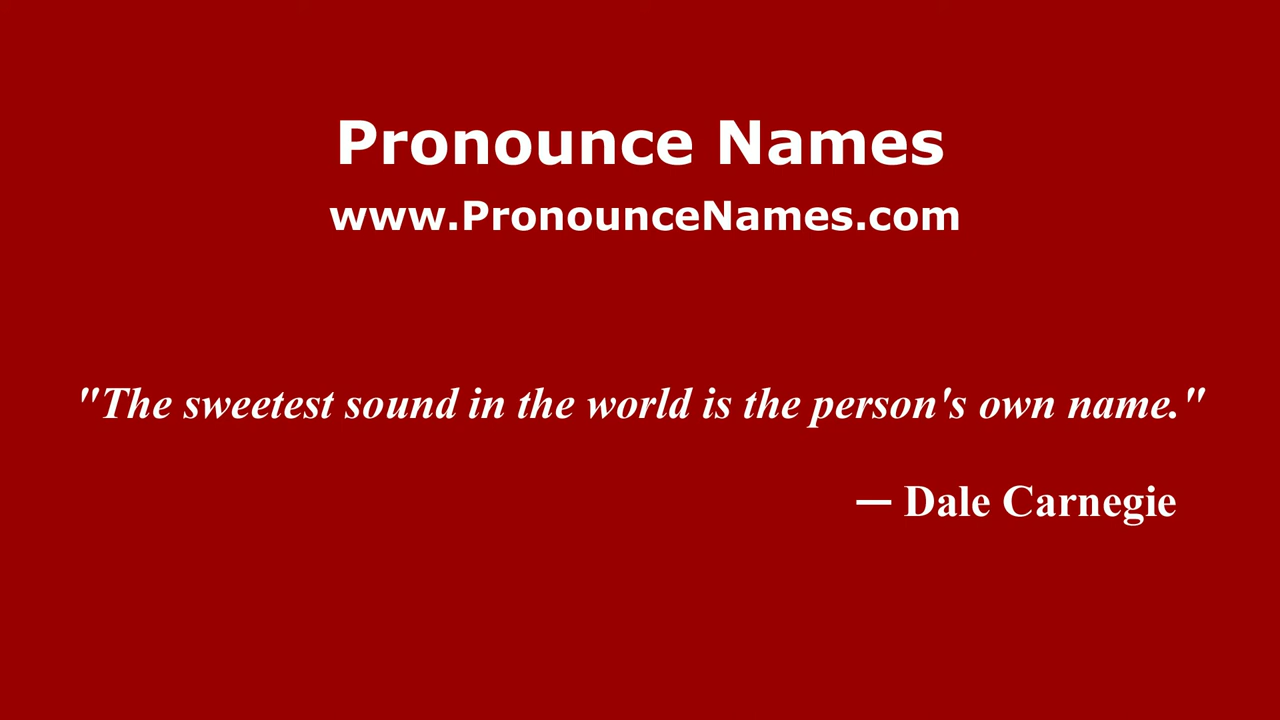 Pronounce Names
www.PronounceNames.com
"The sweetest sound in the world is the person's own name."
— Dale Carnegie